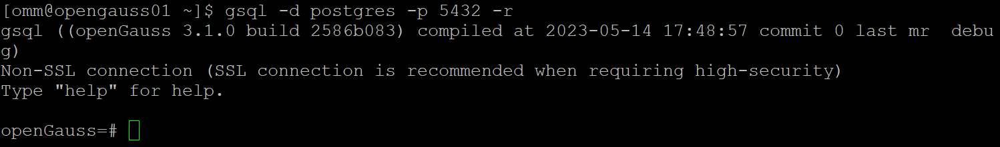 [omm@opengauss01 ~]$ gsql -d postgres -p 5432 -r
gsql ((openGauss 3.1.0 build 2586b083) compiled at 2023-05-14 17:48:57 commit 0 last mr  debu
g)
Non-SSL connection (SSL connection is recommended when requiring high-security)
Type "help" for help.
openGauss=#